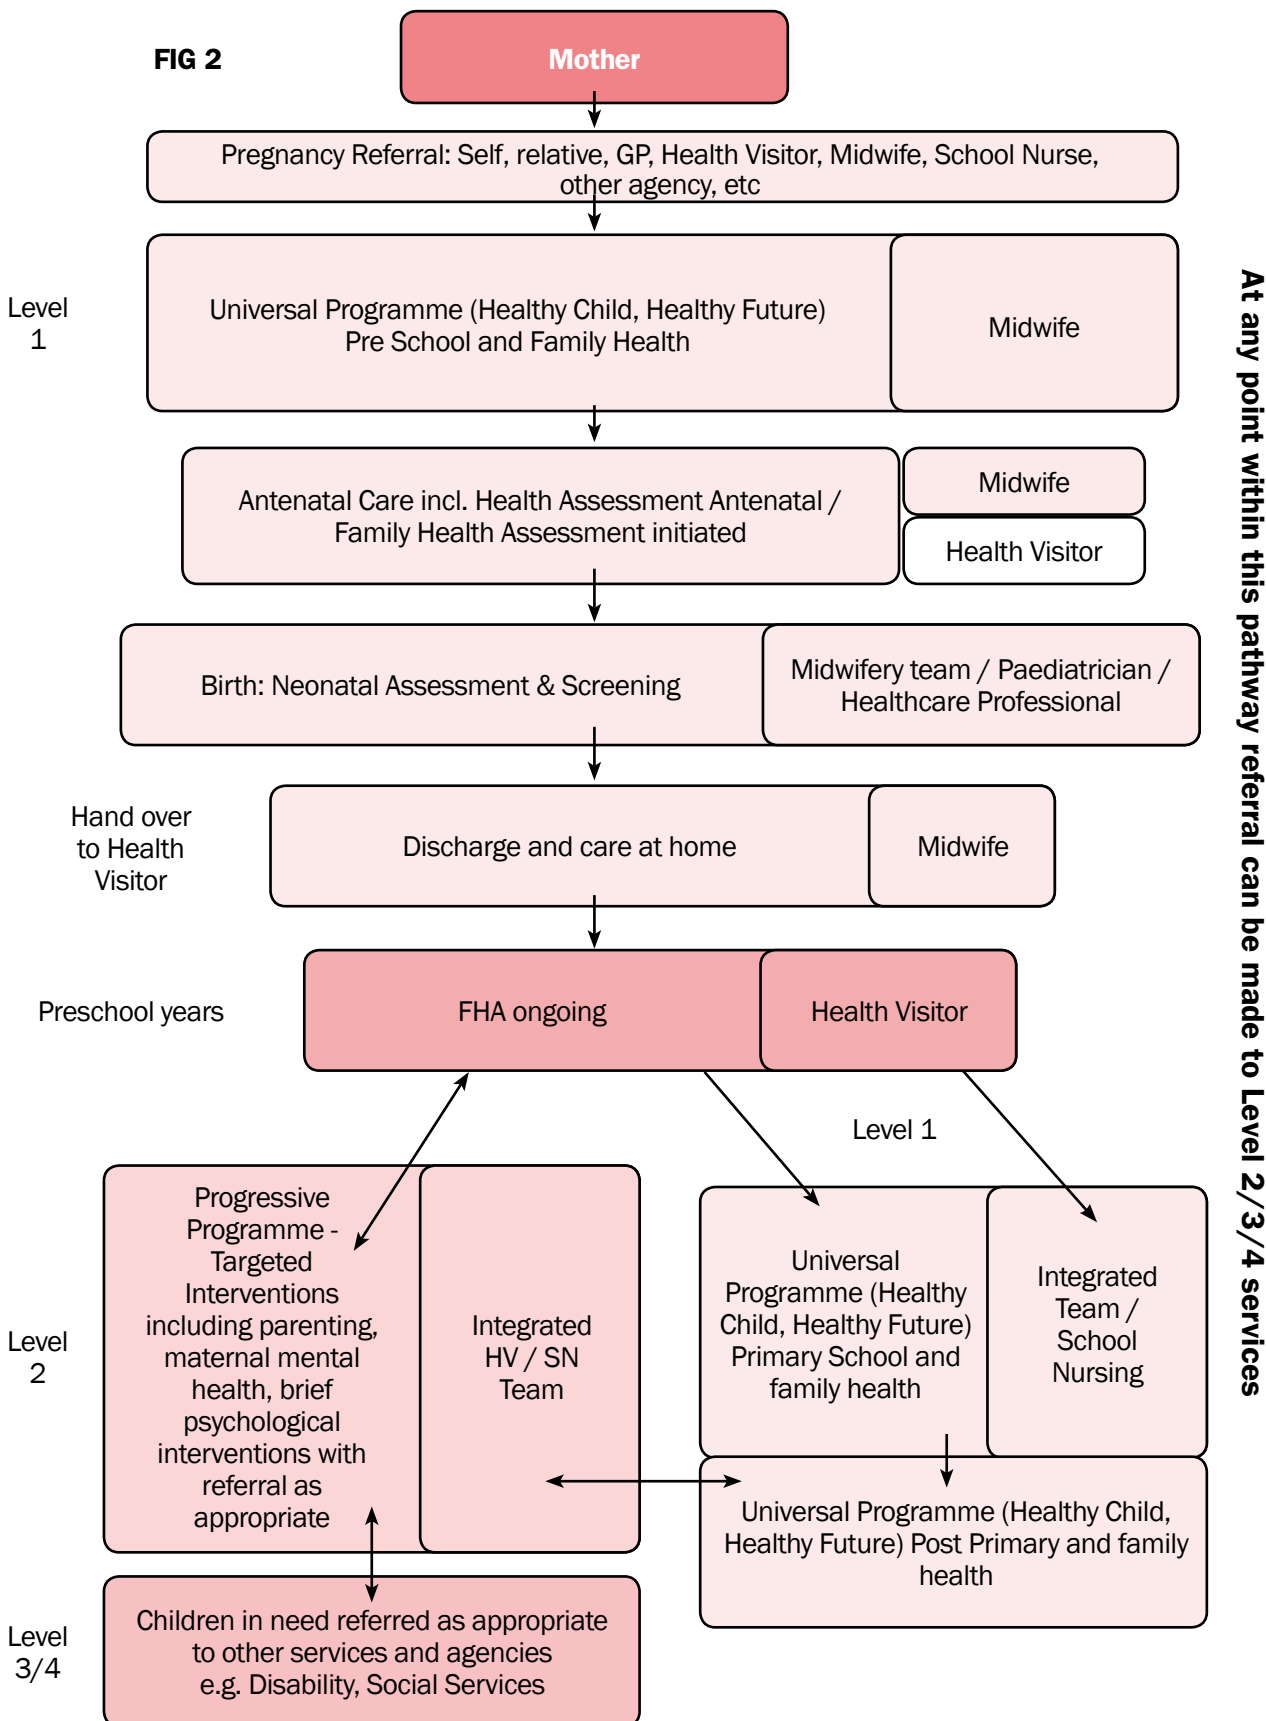 FIG 2
Mother
Pregnancy Referral: Self, relative, GP, Health Visitor, Midwife, School Nurse,
other agency, etc
Level
1
Universal Programme (Healthy Child, Healthy Future)
Pre School and Family Health
Midwife
Antenatal Care incl. Health Assessment Antenatal /
Family Health Assessment initiated
Midwife
Health Visitor
Birth: Neonatal Assessment & Screening
Midwifery team / Paediatrician /
Healthcare Professional
Hand over
to Health
Visitor
Discharge and care at home
Midwife
Preschool years
FHA ongoing
Health Visitor
Level 1
Level
2
Progressive
Programme -
Targeted
Interventions
including parenting,
maternal mental
health, brief
psychological
interventions with
referral as
appropriate
Integrated
HV / SN
Team
Universal
Programme (Healthy
Child, Healthy Future)
Primary School and
family health
Integrated
Team /
School
Nursing
Universal Programme (Healthy Child,
Healthy Future) Post Primary and family
health
Level
3/4
Children in need referred as appropriate
to other services and agencies
e.g. Disability, Social Services
At any point within this pathway referral can be made to Level 2/3/4 services